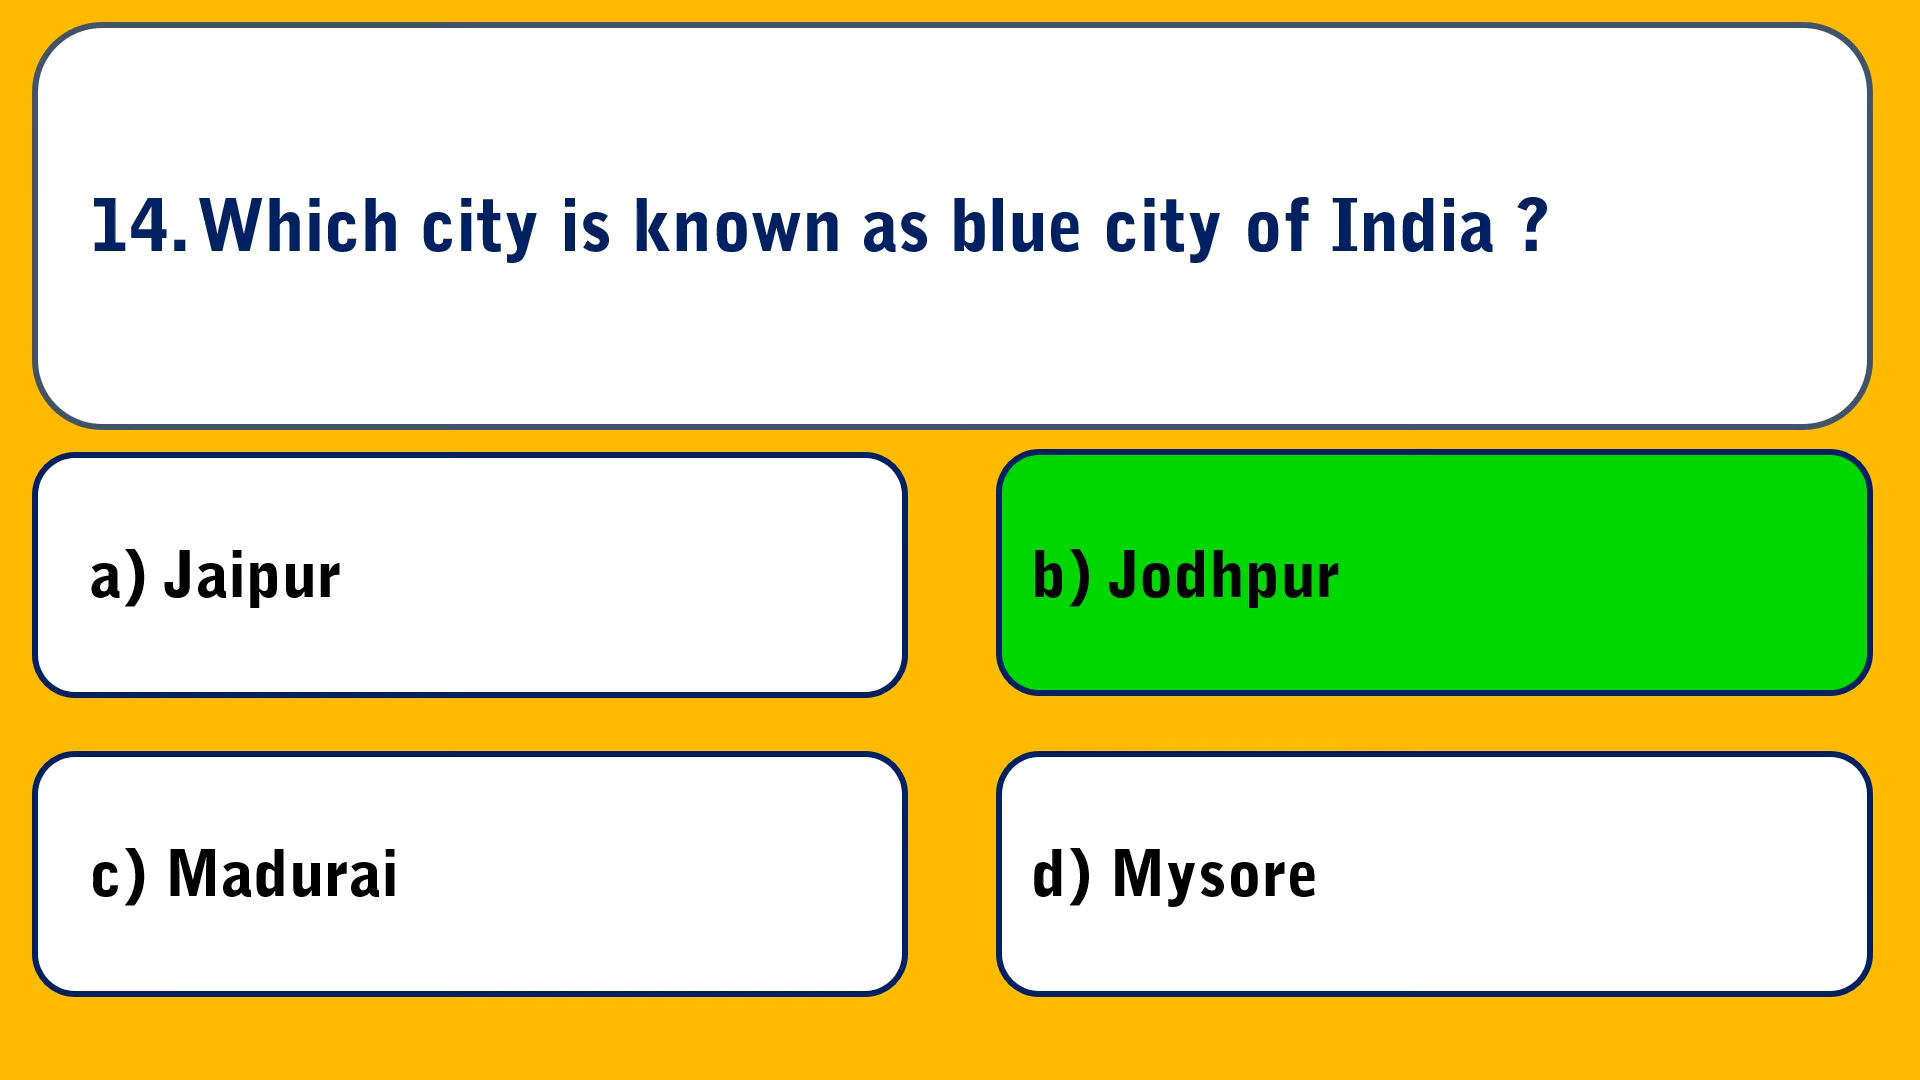 14. Which city is known as blue city of India ?
a) Jaipur
b) Jodhpur
c) Madurai
d) Mysore